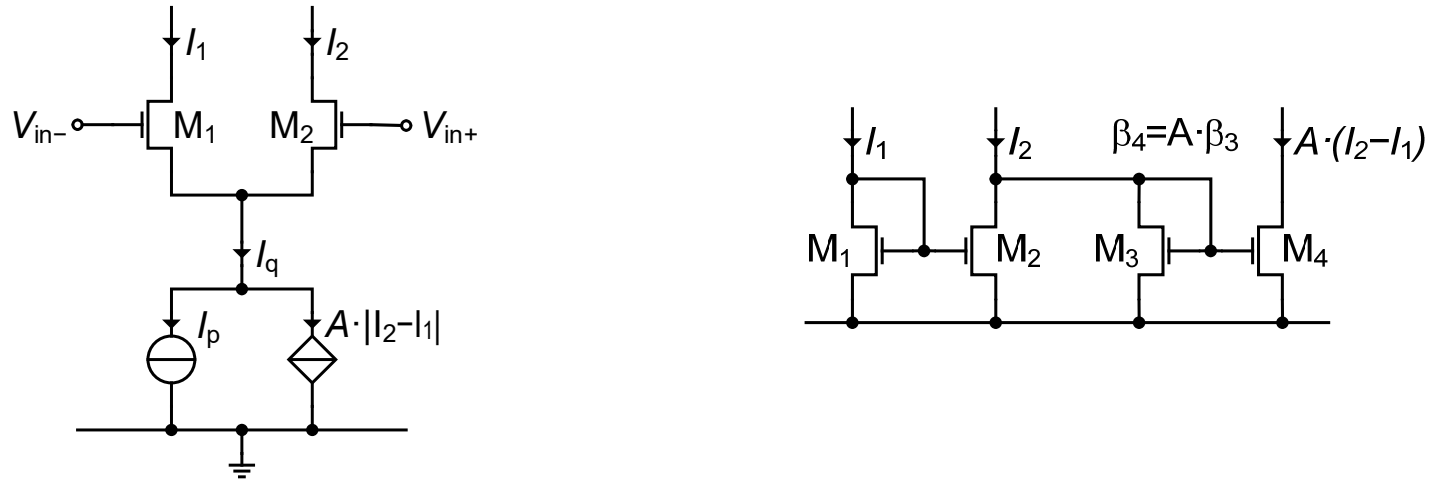 I₁
I₂
Vin−
M₁
M₂
Vin+
Iq
Ip
A·|I₂−I₁|
I₁
I₂
β₄=A·β₃
A·(I₂−I₁)
M₁
M₂
M₃
M₄